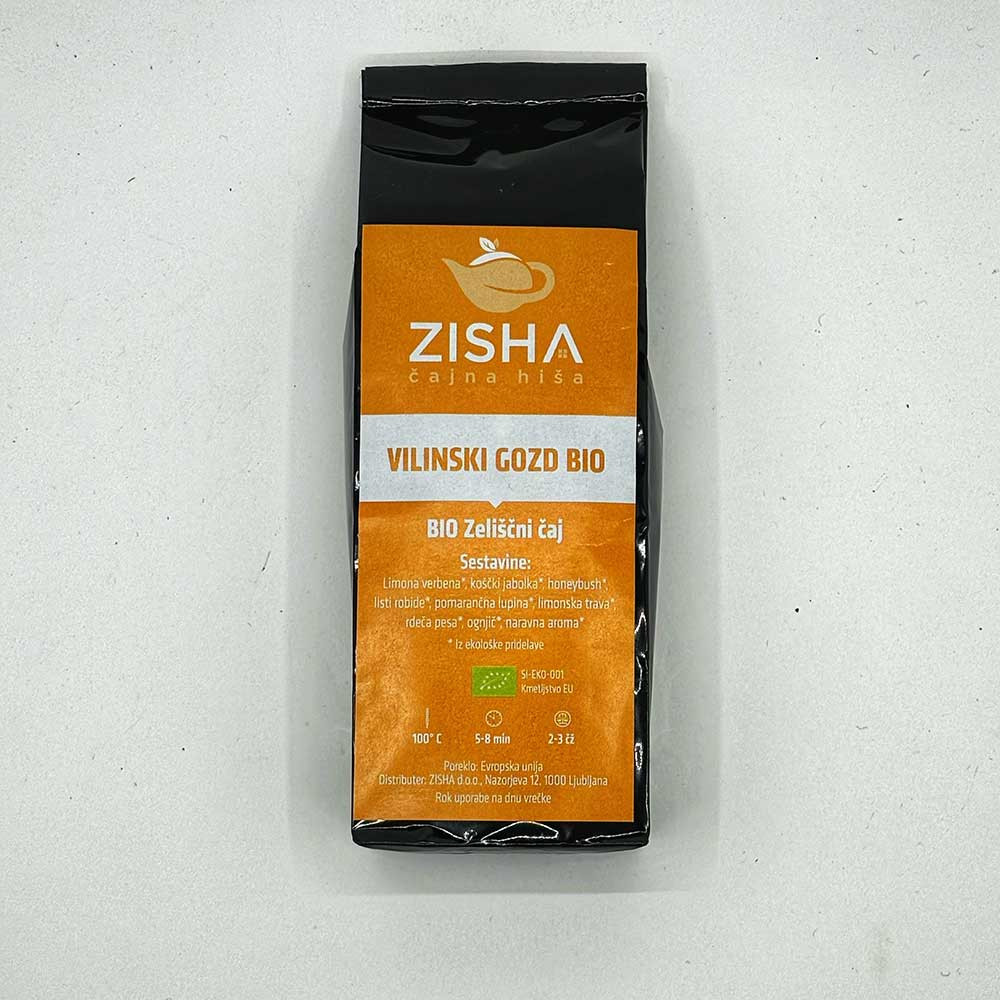 ZISHA
čajna hiša
VILINSKI GOZD BIO
BIO Zeliščni čaj
Sestavine:
Limona verbena*, koščki jabolka*, honeybush*,
listi robide*, pomarančna lupina*, limonska trava*,
rdeča pesa*, ognjič*, naravna aroma*
* iz ekološke pridelave
SI-EKO-001
Kmetijstvo EU
100° C 5-8 min 2-3 čž
Poreklo: Evropska unija
Distributer: ZISHA d.o.o., Nazorjeva 12, 1000 Ljubljana
Rok uporabe na dnu vrečke